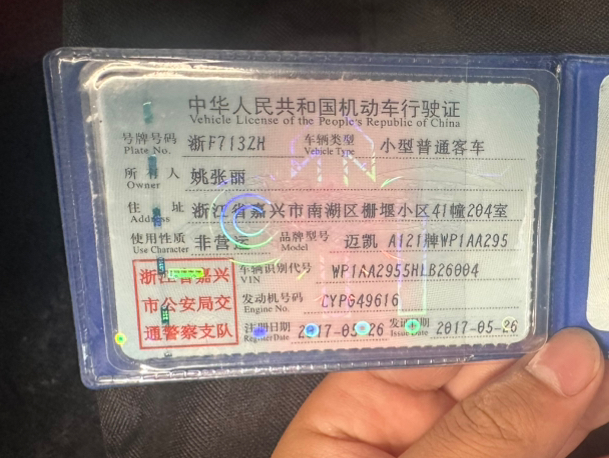 中华人民共和国机动车行驶证
Vehicle License of the People's Republic of China
号牌号码 浙F713ZH 车辆类型 小型普通客车
Plate No. Vehicle Type
所有人 姚张丽
Owner
住址 浙江省嘉兴市南湖区栅堰小区41幢204室
Address
使用性质 非营运 品牌型号 迈凯 A121牌WP1AA295
Use Character Model
浙江省嘉兴
市公安局交
通警察支队
车辆识别代号 WP1AA2955HLB26004
VIN
发动机号码 CYPG49616
Engine No.
注册日期 2017-05-26 发证日期 2017-05-26
Register Date Issue Date